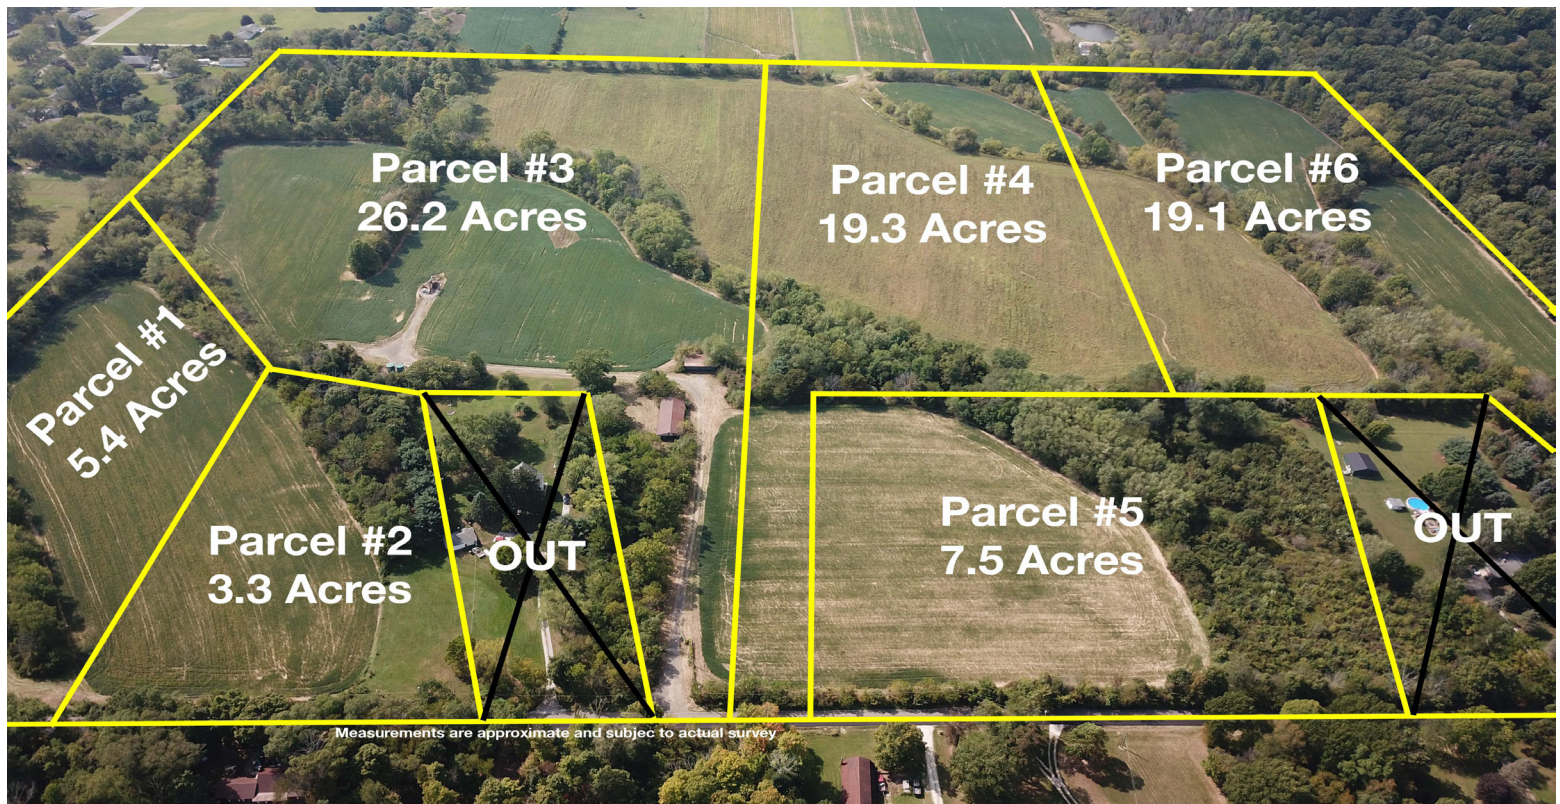 Parcel #3
26.2 Acres
Parcel #4
19.3 Acres
Parcel #6
19.1 Acres
Parcel #1
5.4 Acres
Parcel #2
3.3 Acres
OUT
Parcel #5
7.5 Acres
OUT
Measurements are approximate and subjec to actual survey